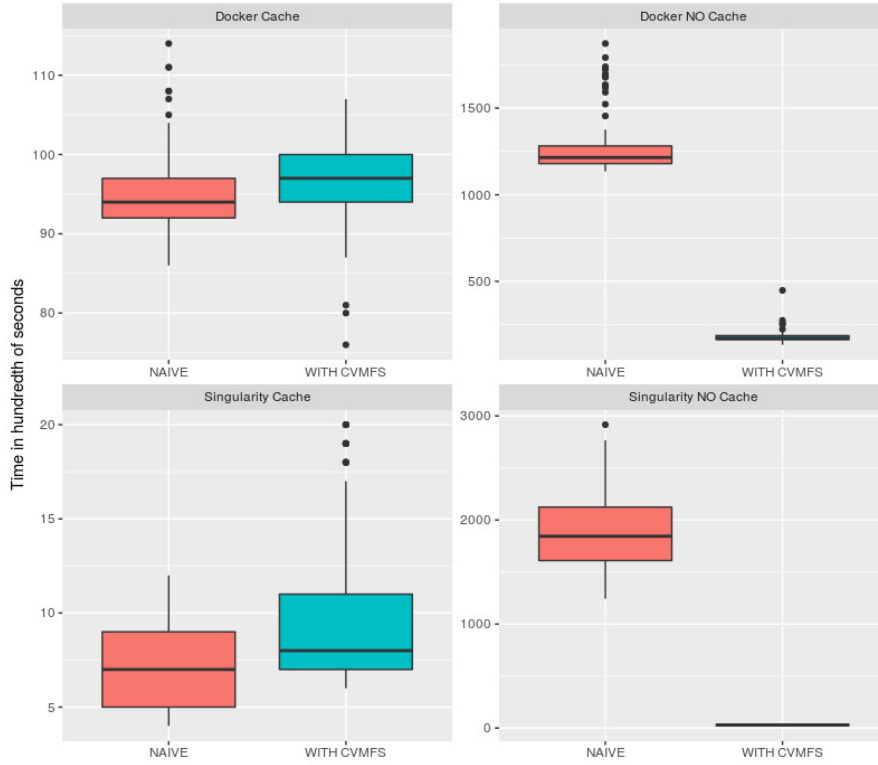 Docker Cache
Docker NO Cache
110
100
90
80
1500
1000
500
NAIVE
WITH CVMFS
NAIVE
WITH CVMFS
Time in hundredth of seconds
Singularity Cache
Singularity NO Cache
20
15
10
5
3000
2000
1000
0
NAIVE
WITH CVMFS
NAIVE
WITH CVMFS